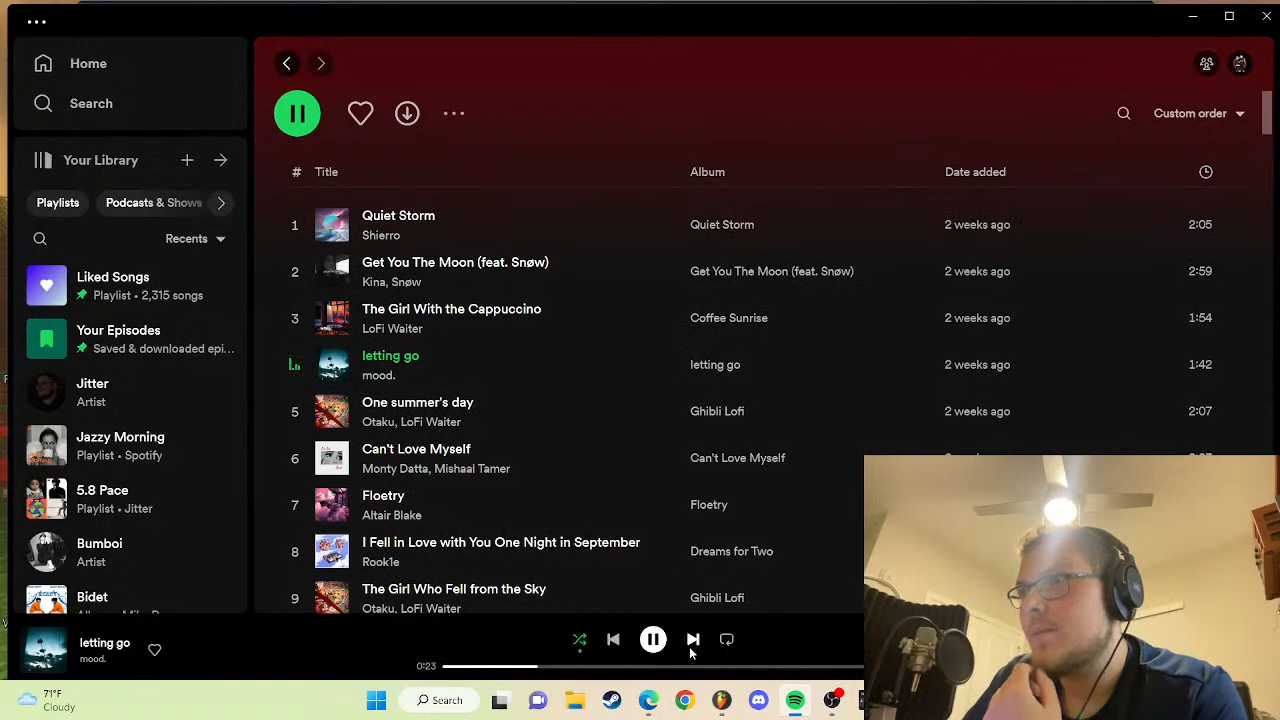 Home
Search
Your Library
Playlists
Podcasts & Shows
Recents
Liked Songs
Playlist • 2,315 songs
Your Episodes
Saved & downloaded epi...
Jitter
Artist
Jazzy Morning
Playlist • Spotify
5.8 Pace
Playlist • Jitter
Bumboi
Artist
Bidet
Custom order
# Title Album Date added
1 Quiet Storm Quiet Storm 2 weeks ago 2:05
Shierro
2 Get You The Moon (feat. Snøw) Get You The Moon (feat. Snøw) 2 weeks ago 2:59
Kina, Snøw
3 The Girl With the Cappuccino Coffee Sunrise 2 weeks ago 1:54
LoFi Waiter
letting go letting go 2 weeks ago 1:42
mood.
5 One summer's day Ghibli Lofi 2 weeks ago 2:07
Otaku, LoFi Waiter
6 Can't Love Myself Can't Love Myself
Monty Datta, Mishaal Tamer
7 Floetry Floetry
Altair Blake
8 I Fell in Love with You One Night in September Dreams for Two
Rook1e
9 The Girl Who Fell from the Sky Ghibli Lofi
Otaku, LoFi Waiter
letting go
mood.
0:23
71°F
Cloudy
Search